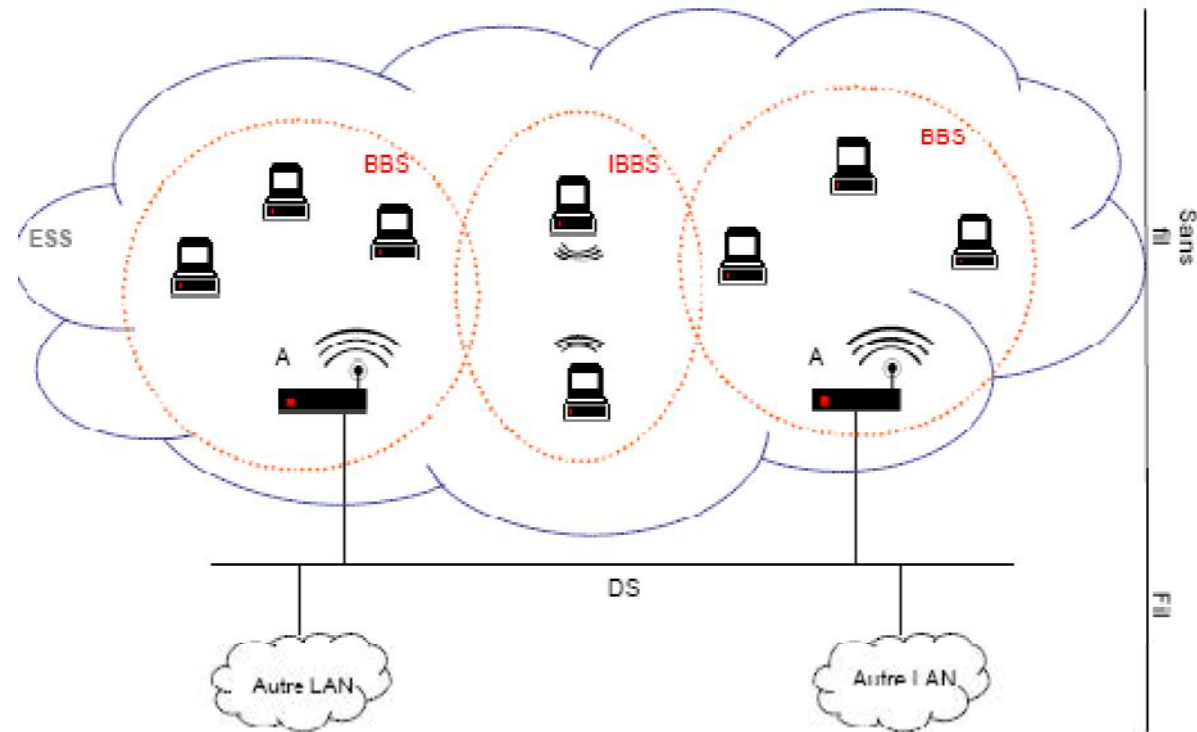 BBS
IBBS
BBS
ESS
Sans
fil
A
A
DS
Fil
Autre LAN
Autre LAN